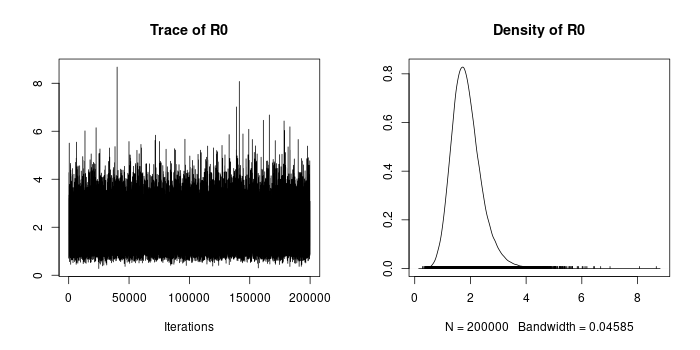 Trace of R0
8
6
4
2
0
0 50000 100000 150000 200000
Iterations
Density of R0
0.8
0.6
0.4
0.2
0.0
0 2 4 6 8
N = 200000 Bandwidth = 0.04585